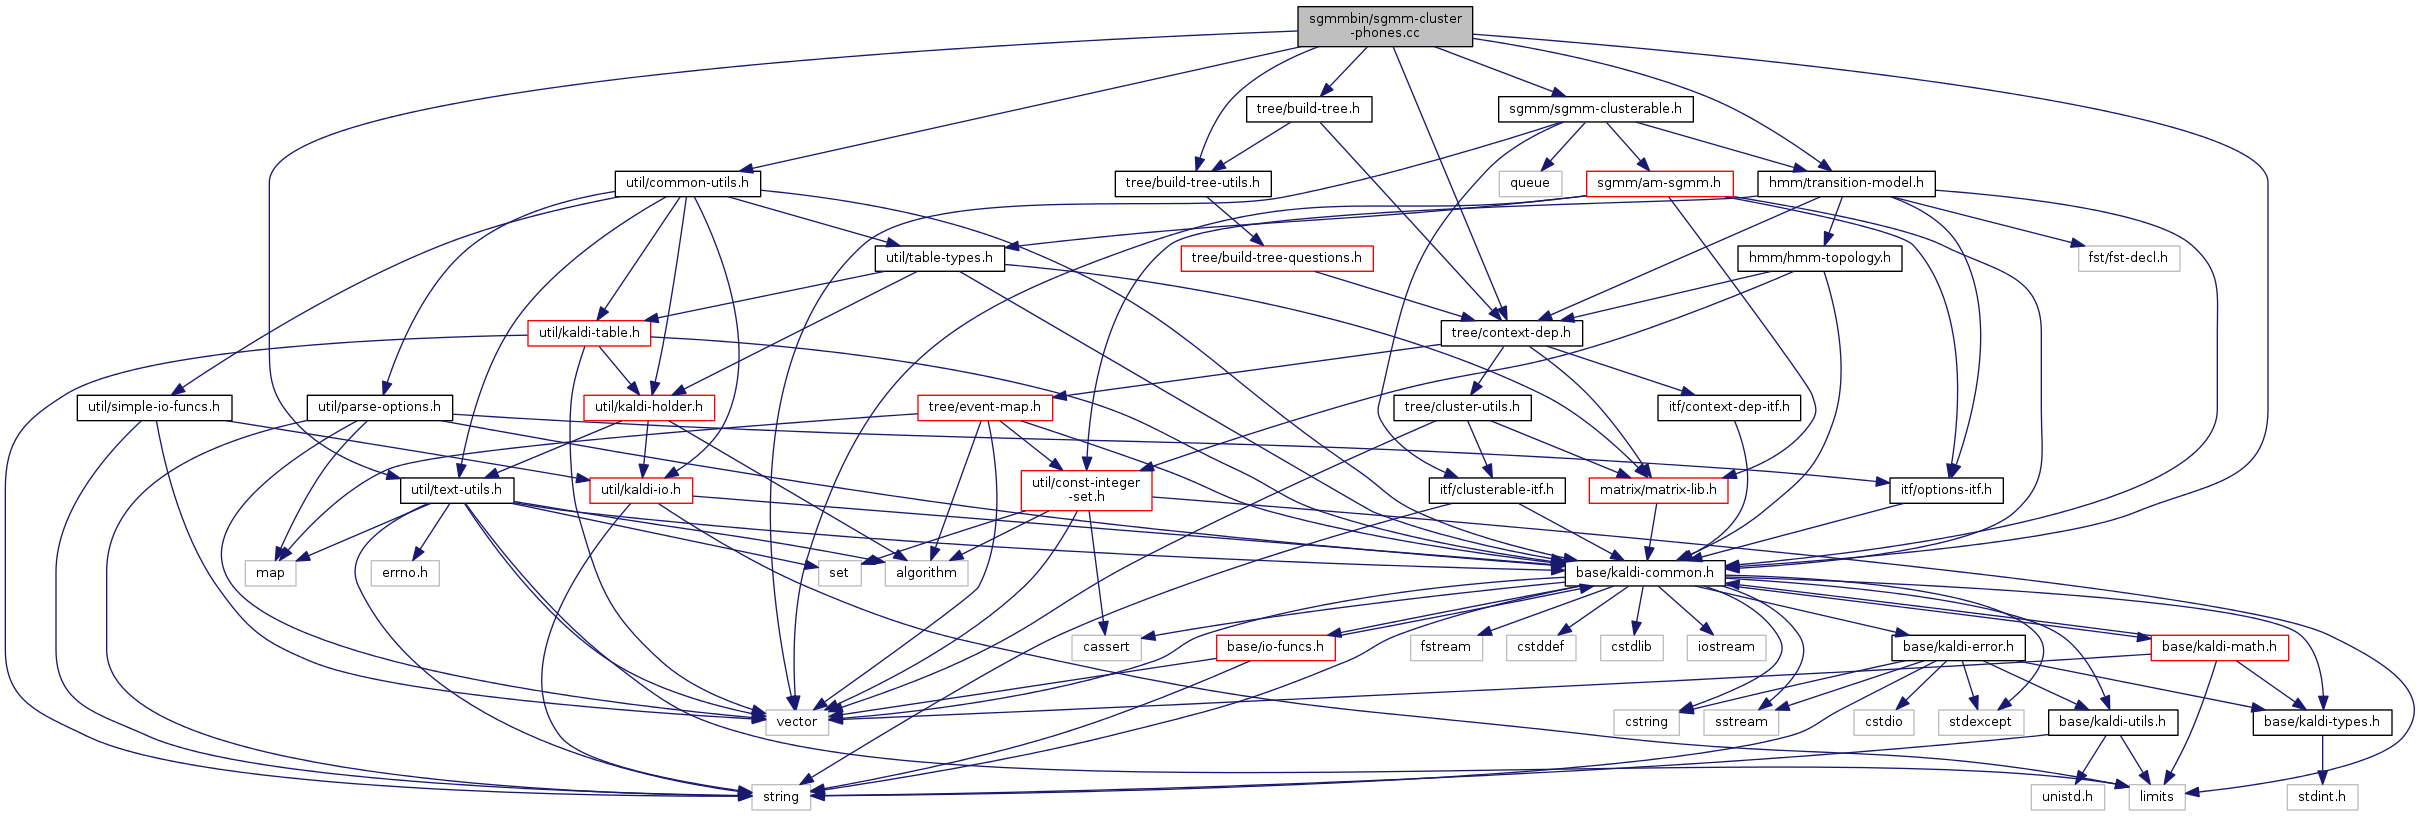 sgmmbin/sgmm-cluster
-phones.cc
tree/build-tree.h
sgmm/sgmm-clusterable.h
util/common-utils.h
tree/build-tree-utils.h
queue
sgmm/am-sgmm.h
hmm/transition-model.h
util/table-types.h
tree/build-tree-questions.h
hmm/hmm-topology.h
fst/fst-decl.h
util/kaldi-table.h
tree/context-dep.h
util/simple-io-funcs.h
util/parse-options.h
util/kaldi-holder.h
tree/event-map.h
tree/cluster-utils.h
itf/context-dep-itf.h
util/text-utils.h
util/kaldi-io.h
util/const-integer
-set.h
itf/clusterable-itf.h
matrix/matrix-lib.h
itf/options-itf.h
map
errno.h
set
algorithm
base/kaldi-common.h
cassert
base/io-funcs.h
fstream
cstddef
cstdlib
iostream
base/kaldi-error.h
base/kaldi-math.h
vector
cstring
sstream
cstdio
stdexcept
base/kaldi-utils.h
base/kaldi-types.h
string
unistd.h
limits
stdint.h